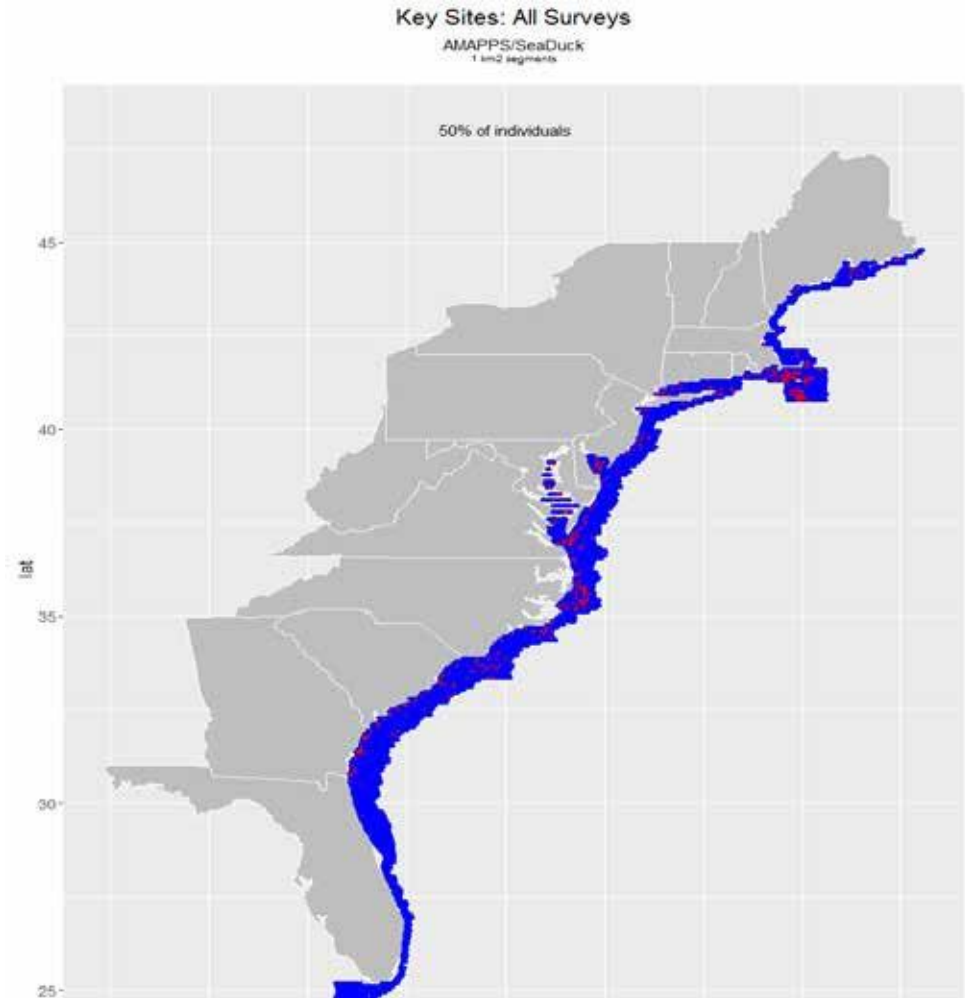 Key Sites: All Surveys
AMAPPS/SeaDuck
1 km2 segments
50% of individuals
45
40
lat
35
30
25